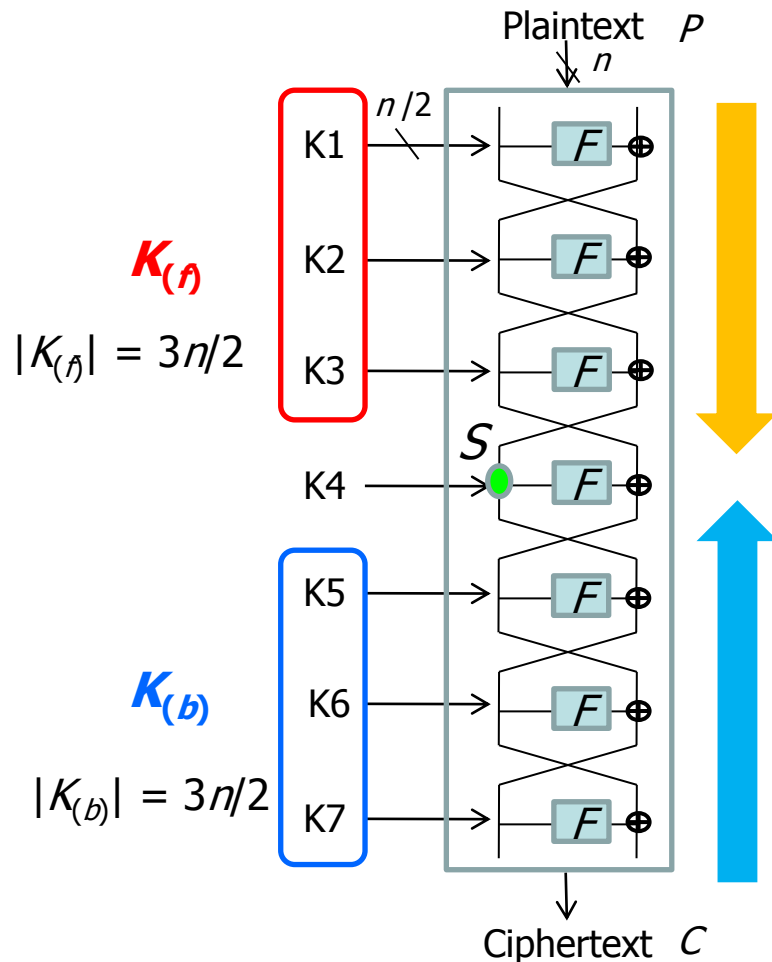 Plaintext P
n
n/2
K1
F
K2
F
K(f)
|K(f)| = 3n/2
K3
F
S
K4
F
K5
F
K(b)
K6
F
|K(b)| = 3n/2
K7
F
Ciphertext C